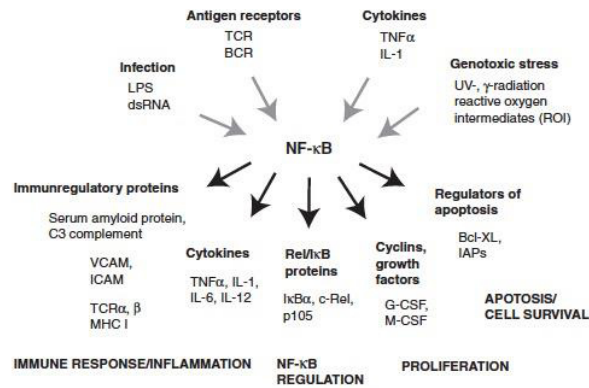 Antigen receptors
TCR
BCR
Cytokines
TNFα
IL-1
Infection
LPS
dsRNA
Genotoxic stress
UV-, γ-radiation
reactive oxygen
intermediates (ROI)
NF-κB
Immunregulatory proteins
Serum amyloid protein,
C3 complement
VCAM,
ICAM
TCRα, β
MHC I
Cytokines
TNFα, IL-1,
IL-6, IL-12
Rel/IκB
proteins
IκBα, c-Rel,
p105
Cyclins,
growth
factors
G-CSF,
M-CSF
Regulators of
apoptosis
Bcl-XL,
IAPs
APOTOSIS/
CELL SURVIVAL
IMMUNE RESPONSE/INFLAMMATION
NF-κB
REGULATION
PROLIFERATION